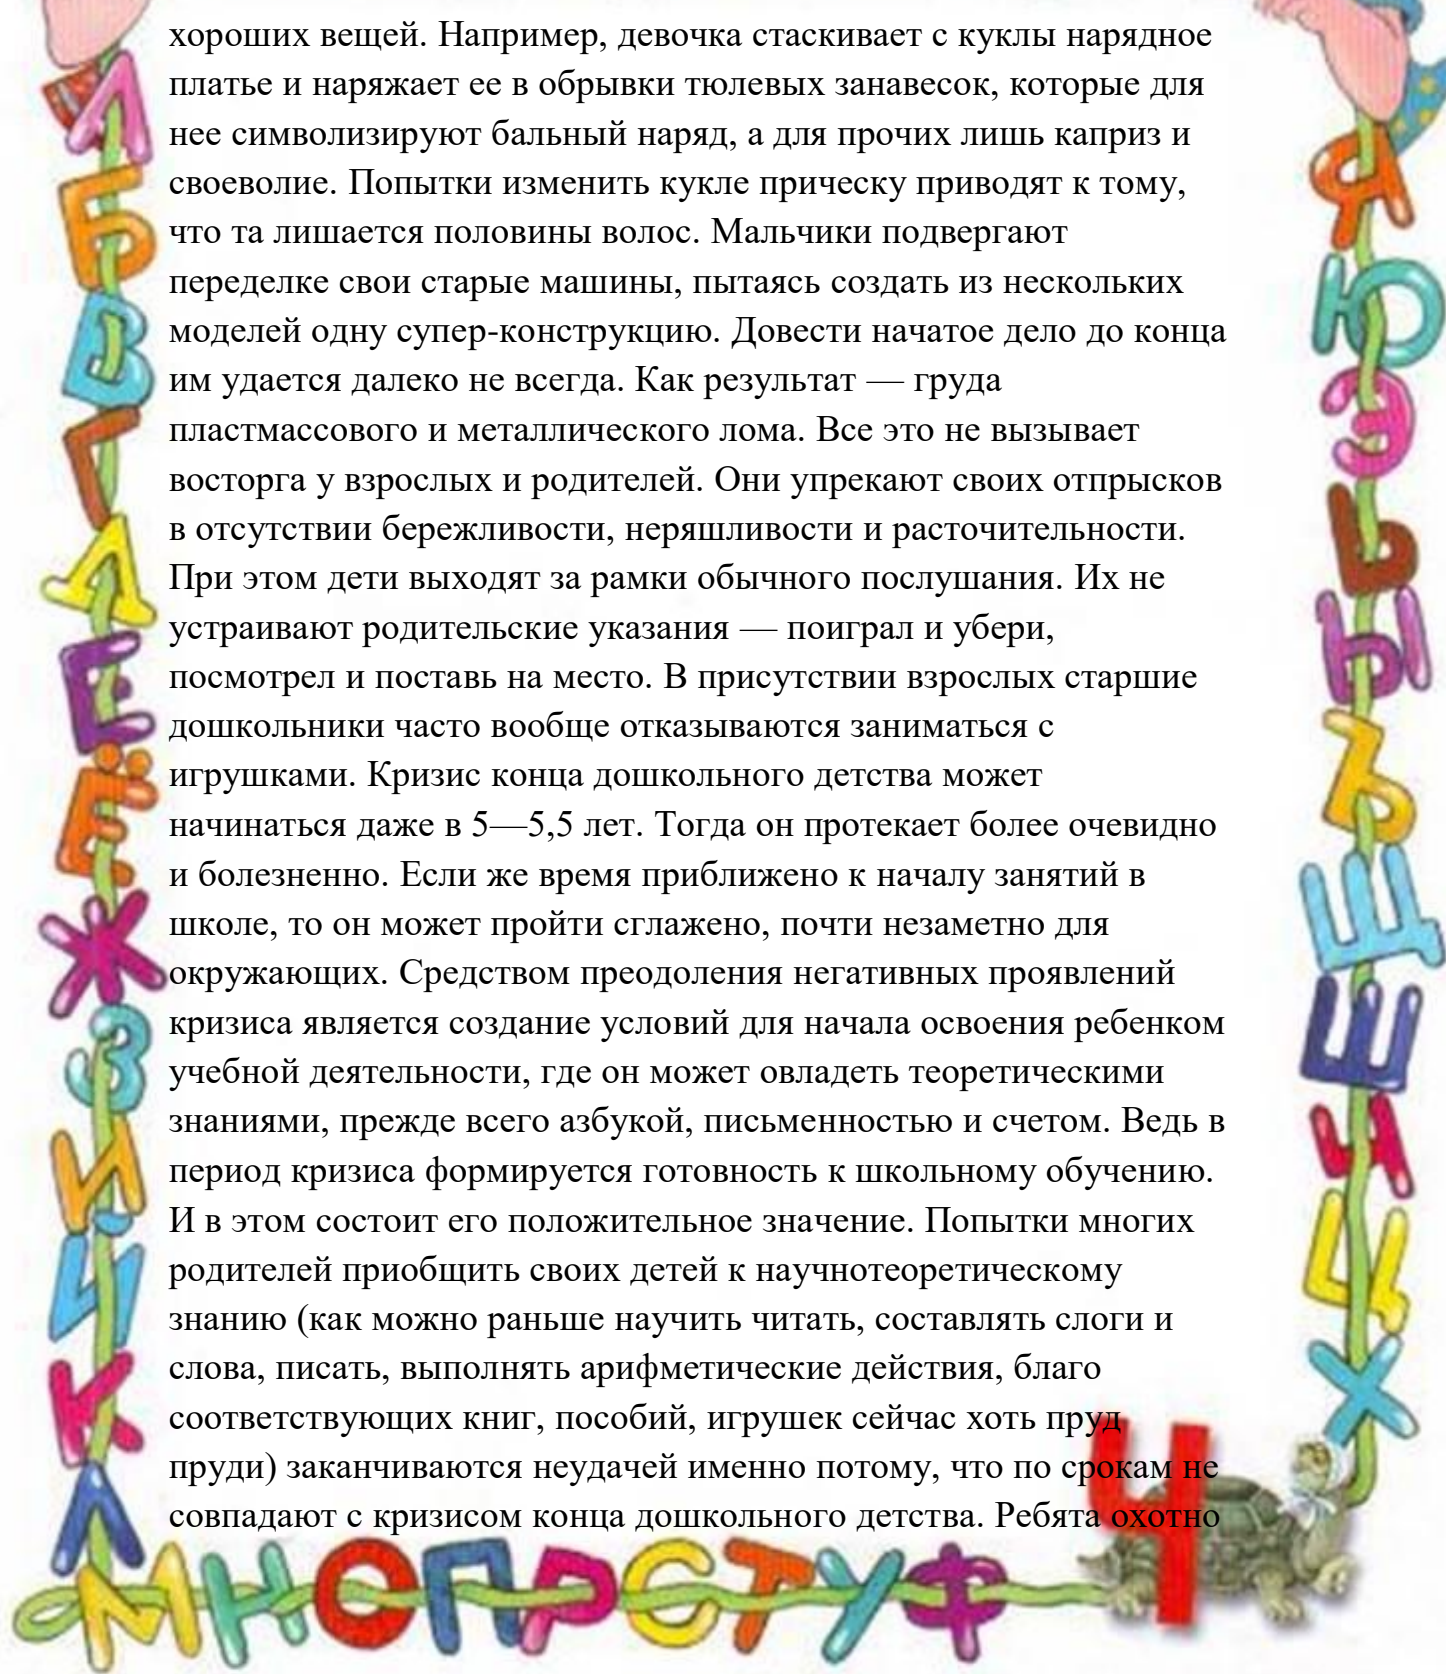 хороших вещей. Например, девочка стаскивает с куклы нарядное
платье и наряжает ее в обрывки тюлевых занавесок, которые для
нее символизируют бальный наряд, а для прочих лишь каприз и
своеволие. Попытки изменить кукле прическу приводят к тому,
что та лишается половины волос. Мальчики подвергают
переделке свои старые машины, пытаясь создать из нескольких
моделей одну супер-конструкцию. Довести начатое дело до конца
им удается далеко не всегда. Как результат — груда
пластмассового и металлического лома. Все это не вызывает
восторга у взрослых и родителей. Они упрекают своих отпрысков
в отсутствии бережливости, неряшливости и расточительности.
При этом дети выходят за рамки обычного послушания. Их не
устраивают родительские указания — поиграл и убери,
посмотрел и поставь на место. В присутствии взрослых старшие
дошкольники часто вообще отказываются заниматься с
игрушками. Кризис конца дошкольного детства может
начинаться даже в 5—5,5 лет. Тогда он протекает более очевидно
и болезненно. Если же время приближено к началу занятий в
школе, то он может пройти сглажено, почти незаметно для
окружающих. Средством преодоления негативных проявлений
кризиса является создание условий для начала освоения ребенком
учебной деятельности, где он может овладеть теоретическими
знаниями, прежде всего азбукой, письменностью и счетом. Ведь в
период кризиса формируется готовность к школьному обучению.
И в этом состоит его положительное значение. Попытки многих
родителей приобщить своих детей к научнотеоретическому
знанию (как можно раньше научить читать, составлять слоги и
слова, писать, выполнять арифметические действия, благо
соответствующих книг, пособий, игрушек сейчас хоть пруд
пруди) заканчиваются неудачей именно потому, что по срокам не
совпадают с кризисом конца дошкольного детства. Ребята охотно
А
Б
В
Г
Д
Е
Ё
Ж
З
И
Й
К
Л
М Н О П Р С Т У Ф
Ч
Я
Ю
Э
Ь
Ы
Ъ
Щ
Ш
Ч
Ц
Х